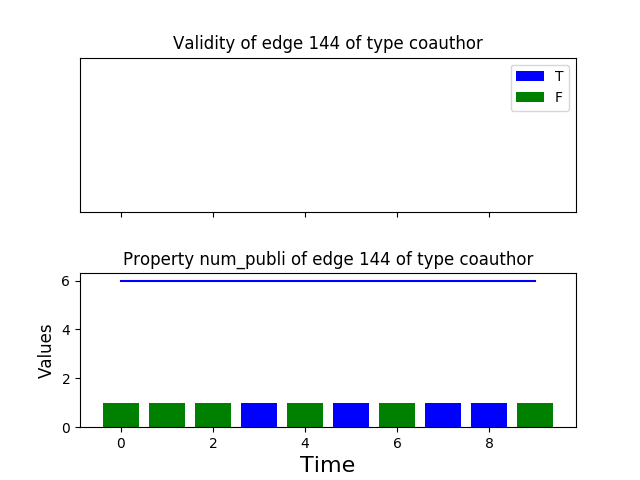 Validity of edge 144 of type coauthor
T
F
Property num_publi of edge 144 of type coauthor
6
4
2
0
Values
0 2 4 6 8
Time